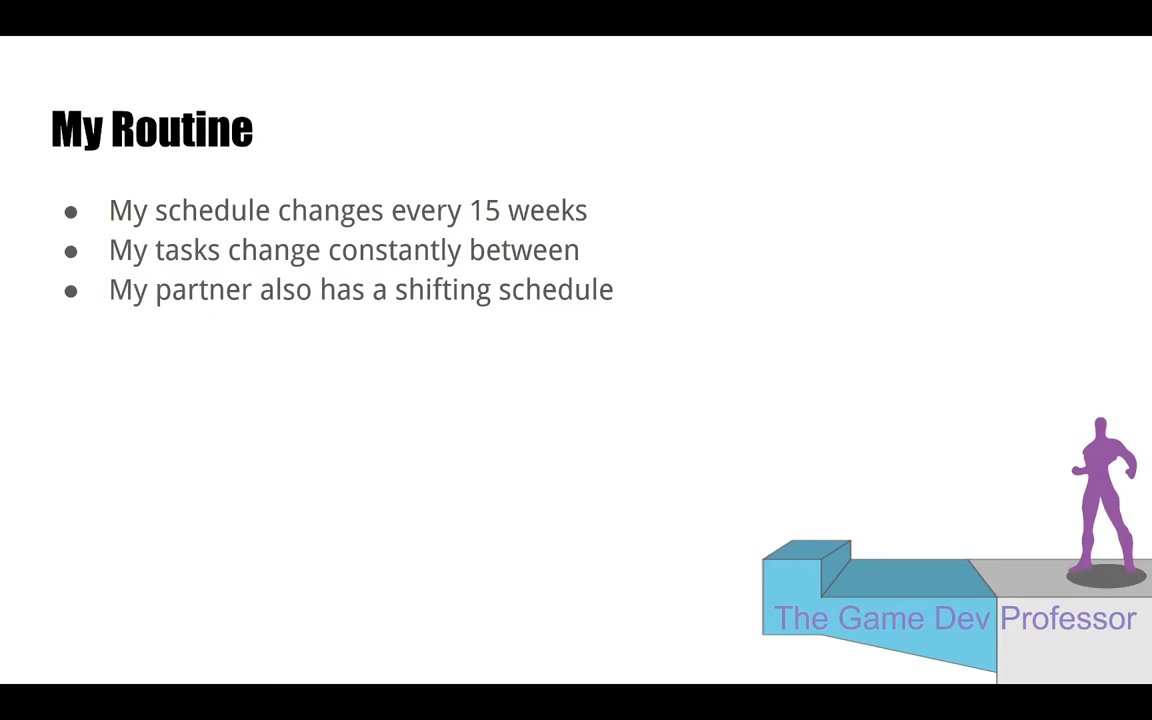 My Routine
● My schedule changes every 15 weeks
● My tasks change constantly between
● My partner also has a shifting schedule
The Game Dev Professor